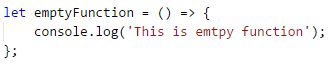 let emptyFunction = () => {
    console.log('This is emtpy function');
};